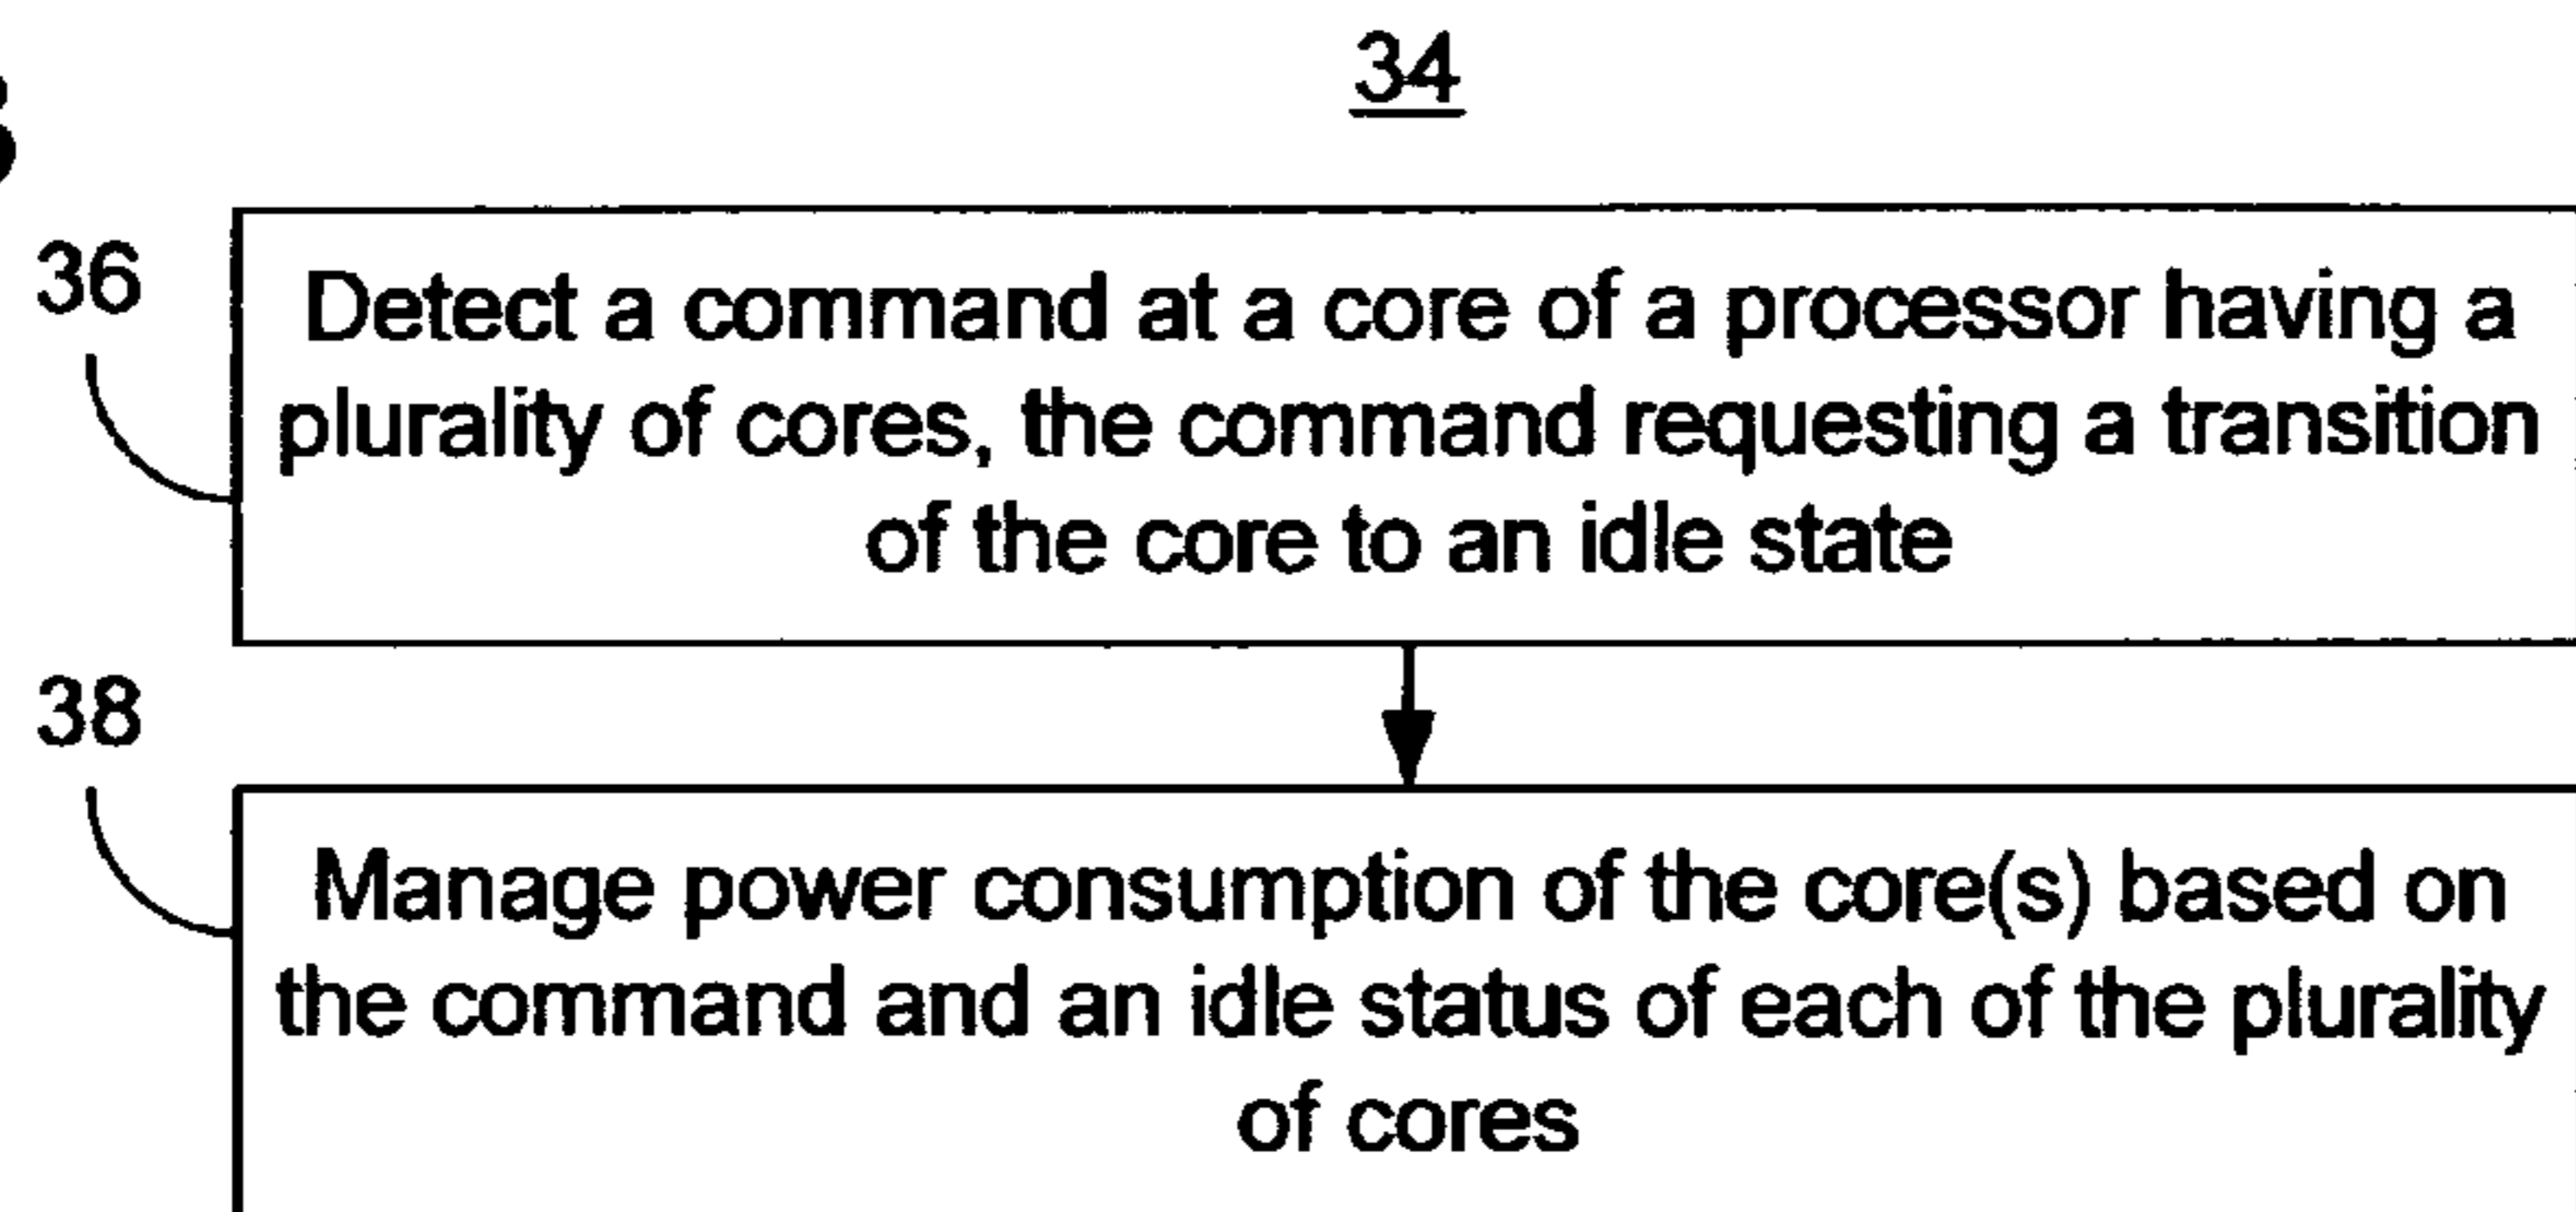 34
36
Detect a command at a core of a processor having a
plurality of cores, the command requesting a transition
of the core to an idle state
38
Manage power consumption of the core(s) based on
the command and an idle status of each of the plurality
of cores